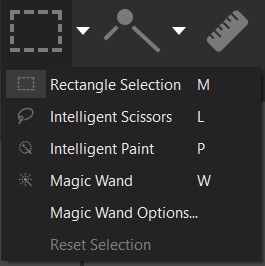 Rectangle Selection M
Intelligent Scissors L
Intelligent Paint P
Magic Wand W
Magic Wand Options...
Reset Selection